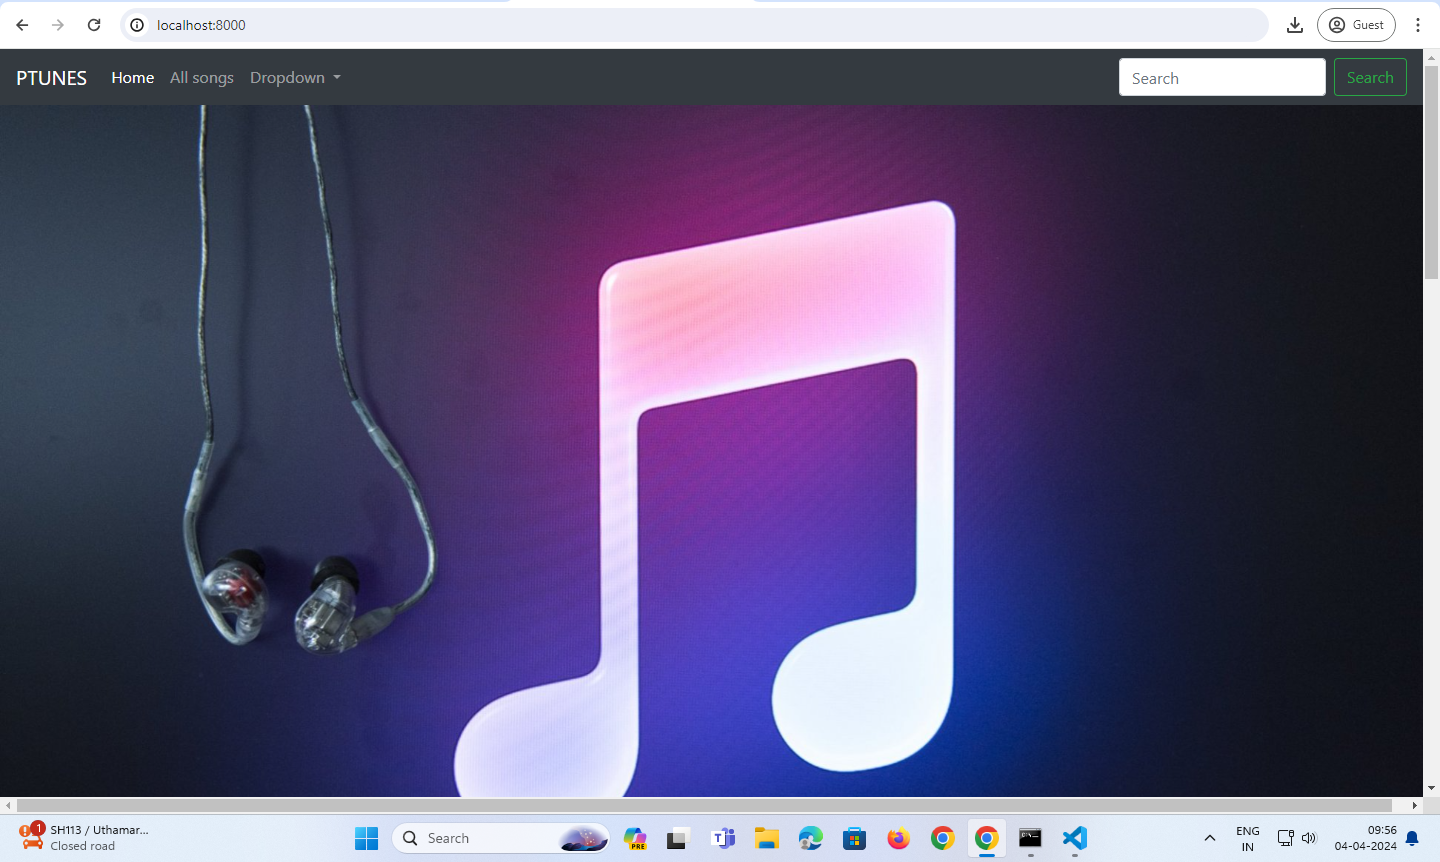 localhost:8000
Guest
PTUNES Home All songs Dropdown
Search
Search
1
SH113 / Uthamar...
Closed road
Search
PRE
T
ENG
IN
09:56
04-04-2024